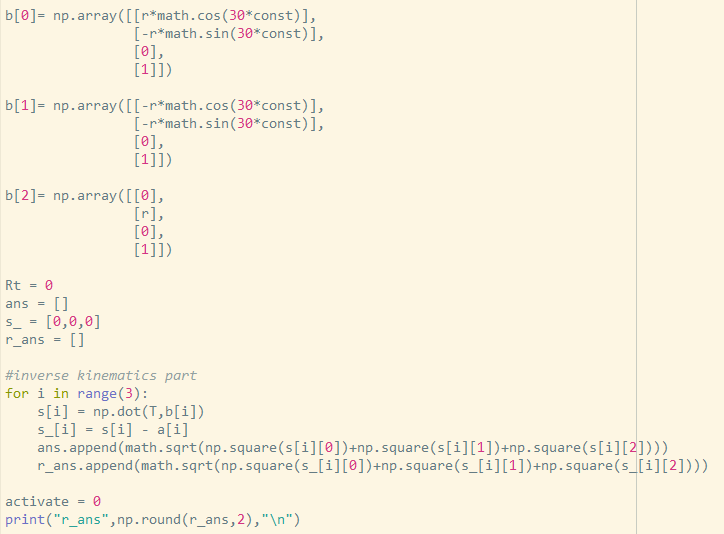 b[0]= np.array([[r*math.cos(30*const)],
                [-r*math.sin(30*const)],
                [0],
                [1]])

b[1]= np.array([[-r*math.cos(30*const)],
                [-r*math.sin(30*const)],
                [0],
                [1]])

b[2]= np.array([[0],
                [r],
                [0],
                [1]])

Rt = 0
ans = []
s_ = [0,0,0]
r_ans = []

#inverse kinematics part
for i in range(3):
    s[i] = np.dot(T,b[i])
    s_[i] = s[i] - a[i]
    ans.append(math.sqrt(np.square(s[i][0])+np.square(s[i][1])+np.square(s[i][2])))
    r_ans.append(math.sqrt(np.square(s_[i][0])+np.square(s_[i][1])+np.square(s_[i][2])))

activate = 0
print("r_ans",np.round(r_ans,2),"\n")